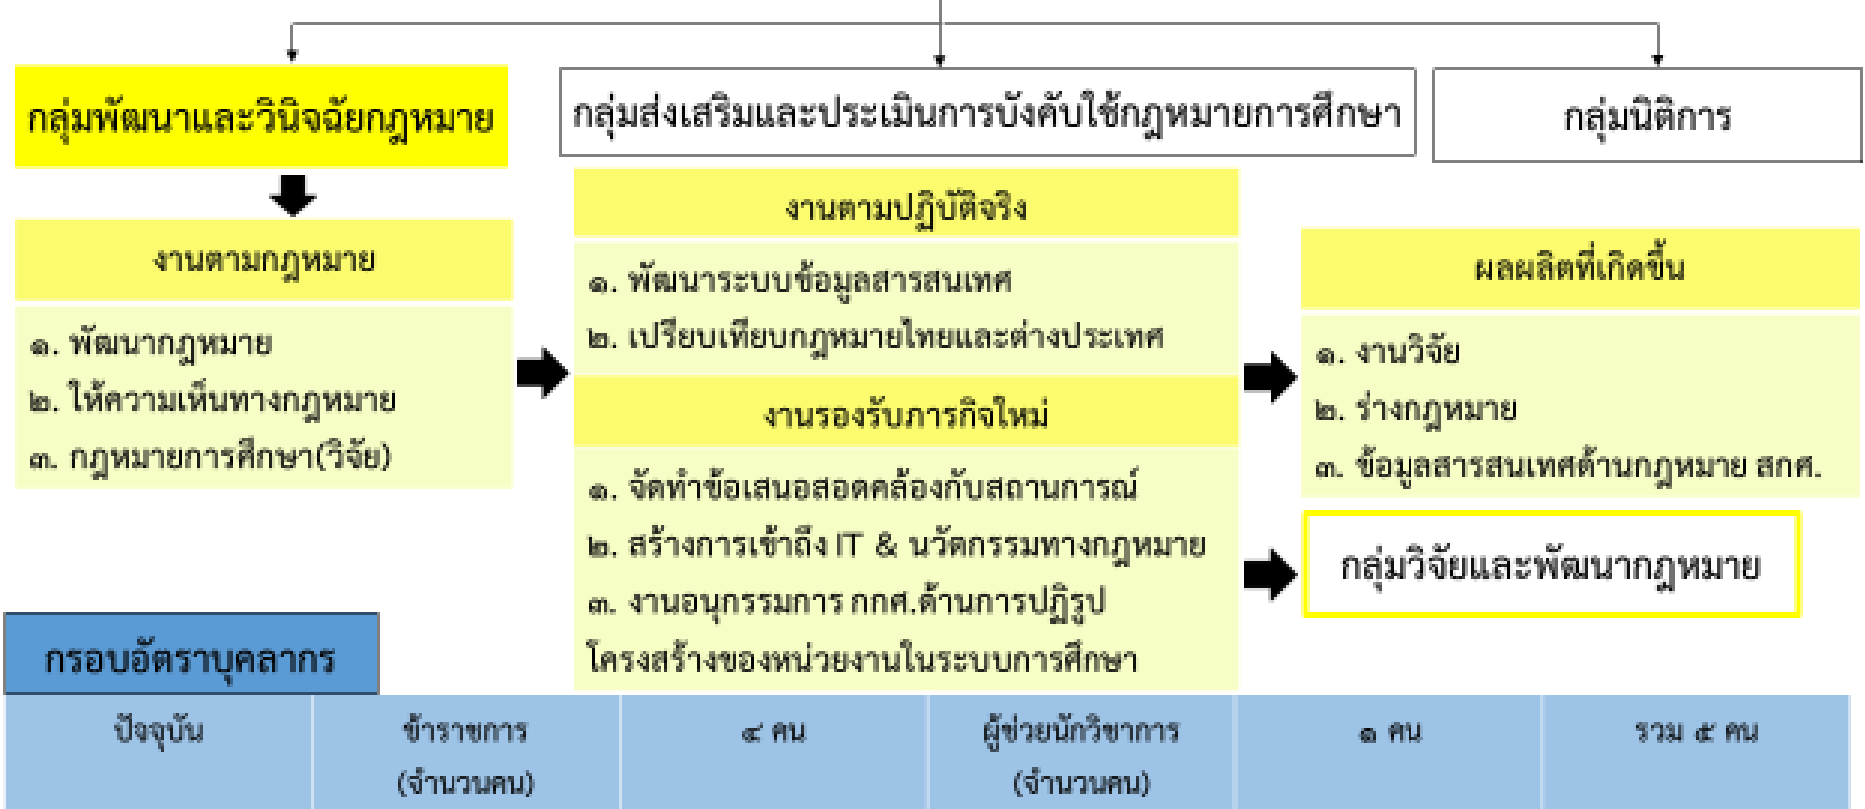 กลุ่มพัฒนาและวินิจฉัยกฎหมาย
กลุ่มส่งเสริมและประเมินการบังคับใช้กฎหมายการศึกษา
กลุ่มนิติการ
งานตามกฎหมาย
๑. พัฒนากฎหมาย
๒. ให้ความเห็นทางกฎหมาย
๓. กฎหมายการศึกษา(วิจัย)
งานตามปฏิบัติจริง
๑. พัฒนาระบบข้อมูลสารสนเทศ
๒. เปรียบเทียบกฎหมายไทยและต่างประเทศ
งานรองรับภารกิจใหม่
๑. จัดทำข้อเสนอสอดคล้องกับสถานการณ์
๒. สร้างการเข้าถึง IT & นวัตกรรมทางกฎหมาย
๓. งานอนุกรรมการ กกศ.ด้านการปฏิรูป
โครงสร้างของหน่วยงานในระบบการศึกษา
ผลผลิตที่เกิดขึ้น
๑. งานวิจัย
๒. ร่างกฎหมาย
๓. ข้อมูลสารสนเทศด้านกฎหมาย สกศ.
กลุ่มวิจัยและพัฒนากฎหมาย
กรอบอัตราบุคลากร
ปัจจุบัน
ข้าราชการ
(จำนวนคน)
๔ คน
ผู้ช่วยนักวิชาการ
(จำนวนคน)
๑ คน
รวม ๕ คน